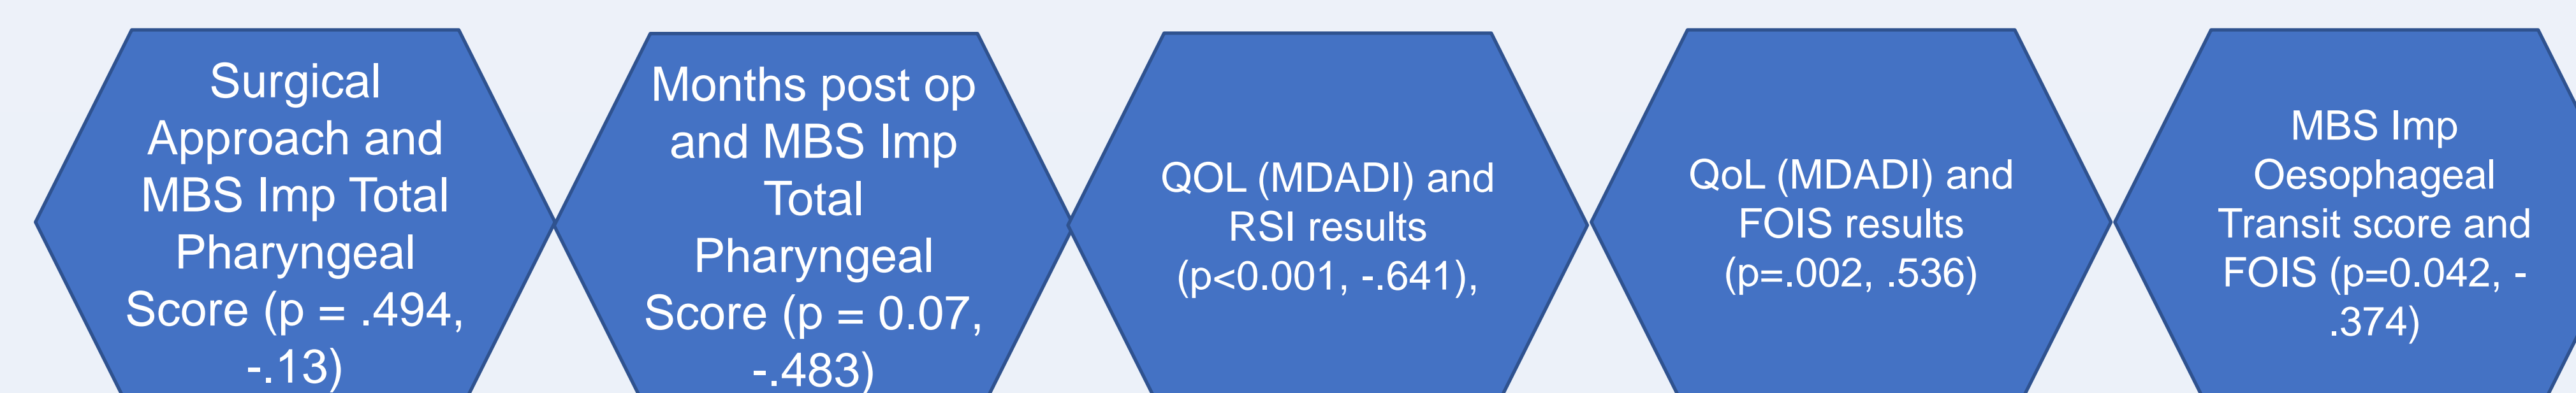 Surgical
Approach and
MBS Imp Total
Pharyngeal
Score (p = .494,
-.13)
Months post op
and MBS Imp
Total
Pharyngeal
Score (p = 0.07,
-.483)
QOL (MDADI) and
RSI results
(p<0.001, -.641),
QoL (MDADI) and
FOIS results
(p=.002, .536)
MBS Imp
Oesophageal
Transit score and
FOIS (p=0.042, -
.374)